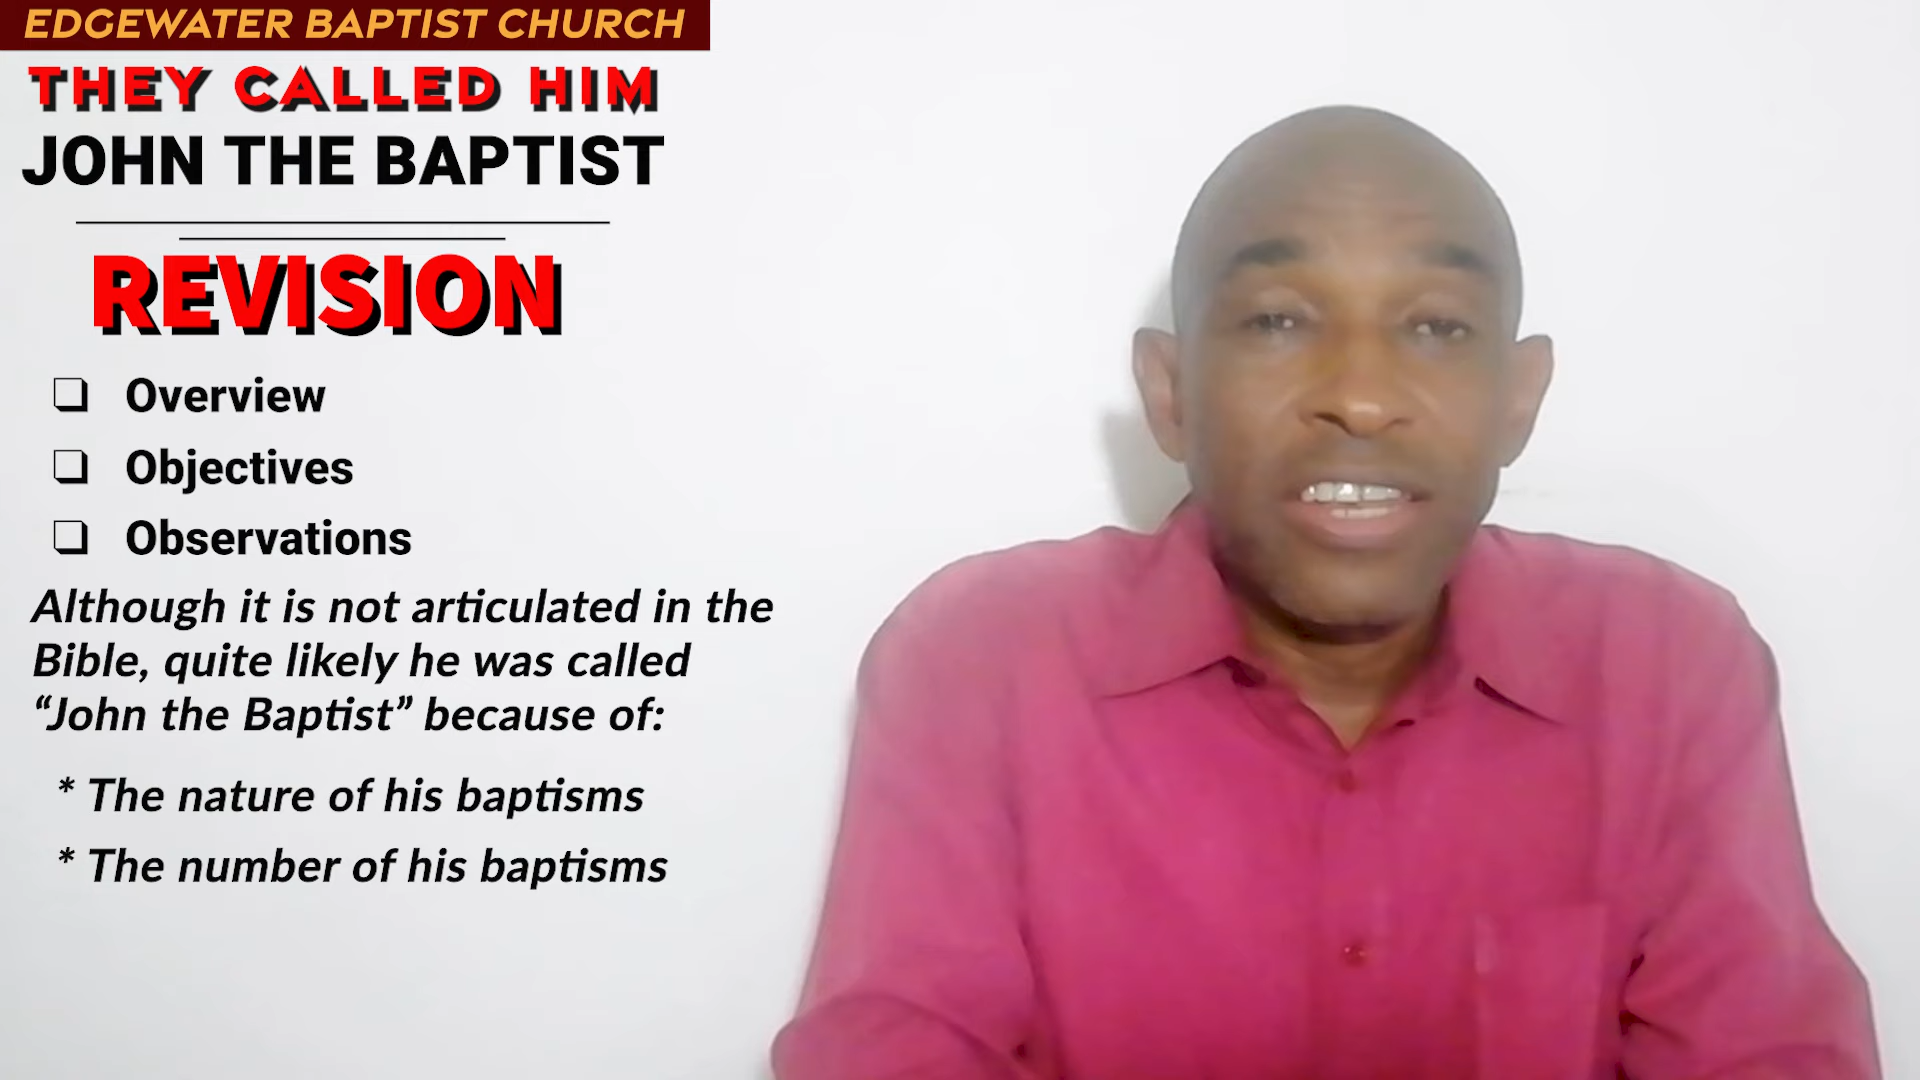 EDGEWATER BAPTIST CHURCH
THEY CALLED HIM
JOHN THE BAPTIST
REVISION
❑ Overview
❑ Objectives
❑ Observations
Although it is not articulated in the
Bible, quite likely he was called
“John the Baptist” because of:
* The nature of his baptisms
* The number of his baptisms